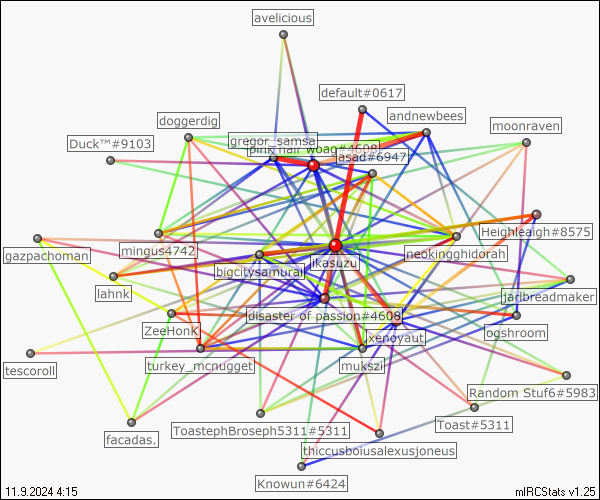 avelicious
default#0617
andnewbees
doggerdig
moonraven
gregor_samsa
pink hair woag#4608
Duck™#9103
jasad#6947
Heighleigh#8575
mingus4742
gazpachoman
neokingghidorah
ikasuzu
bigcitysamurai
lahnk
jarlbreadmaker
disaster of passion#4608
ZeeHonk
ogshroom
xenoyaut
turkey_mcnugget
mukszi
tescoroll
Random Stuf6#5983
Toast#5311
ToastephBroseph5311#5311
facadas.
thiccusboiusalexusjoneus
Knowun#6424
11.9.2024 4:15
mIRCStats v1.25